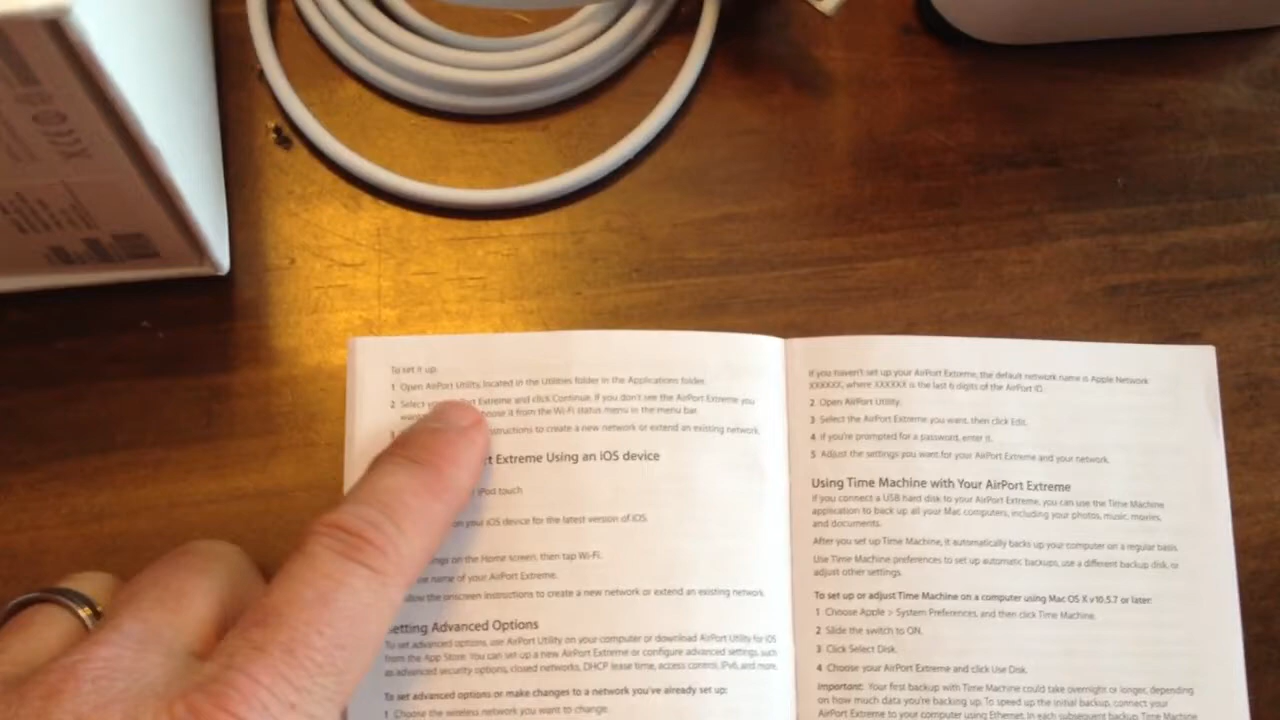 To set it up:
1 Open AirPort Utility, located in the Utilities folder in the Applications folder.
2 Select Extreme and click Continue. If you don't see the AirPort Extreme you
it from the Wi-Fi status menu in the menu bar.
to create a new network or extend an existing network.
Extreme Using an iOS device
iPod touch
on your iOS device for the latest version of iOS.
on the Home screen, then tap Wi-Fi.
name of your AirPort Extreme.
the onscreen instructions to create a new network or extend an existing network.
Advanced Options
To set advanced options, use AirPort Utility on your computer or download AirPort Utility for iOS
from the App Store. You can set up a new AirPort Extreme or configure advanced settings, such
as advanced security options, closed networks, DHCP lease time, access control, IPv6, and more.
To set advanced options or make changes to a network you've already set up:
1 Choose the wireless network you want to change.
If you haven't set up your AirPort Extreme, the default network name is Apple Network
XXXXXX, where XXXXXX is the last 6 digits of the AirPort ID.
2 Open AirPort Utility.
3 Select the AirPort Extreme you want, then click Edit.
4 If you're prompted for a password, enter it.
5 Adjust the settings you want for your AirPort Extreme and your network.
Using Time Machine with Your AirPort Extreme
If you connect a USB hard disk to your AirPort Extreme, you can use the Time Machine
application to back up all your Mac computers, including your photos, music, movies,
and documents.
After you set up Time Machine, it automatically backs up your computer on a regular basis.
Use Time Machine preferences to set up automatic backups, use a different backup disk, or
adjust other settings.
To set up or adjust Time Machine on a computer using Mac OS X v10.5.7 or later:
1 Choose Apple > System Preferences, and then click Time Machine.
2 Slide the switch to ON.
3 Click Select Disk.
4 Choose your AirPort Extreme and click Use Disk.
Important: Your first backup with Time Machine could take overnight or longer, depending
on how much data you're backing up. To speed up the initial backup, connect your
AirPort Extreme to your computer using Ethernet. In each subsequent backup Time Machine